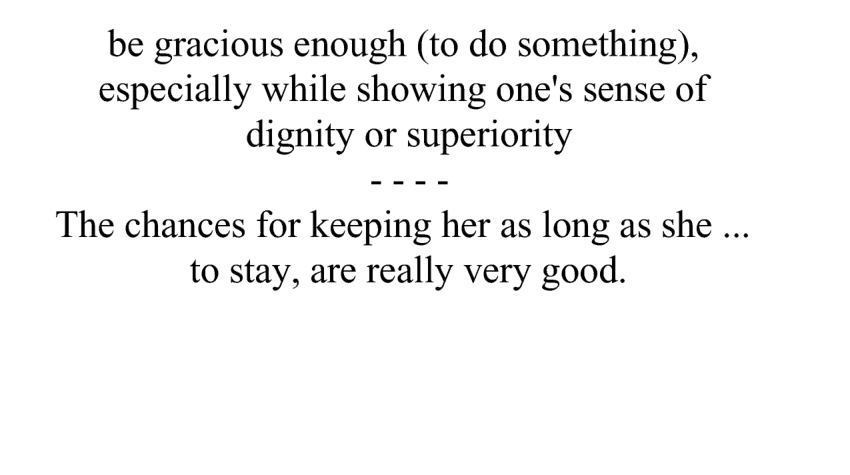 be gracious enough (to do something),
especially while showing one's sense of
dignity or superiority
- - - -
The chances for keeping her as long as she ...
to stay, are really very good.